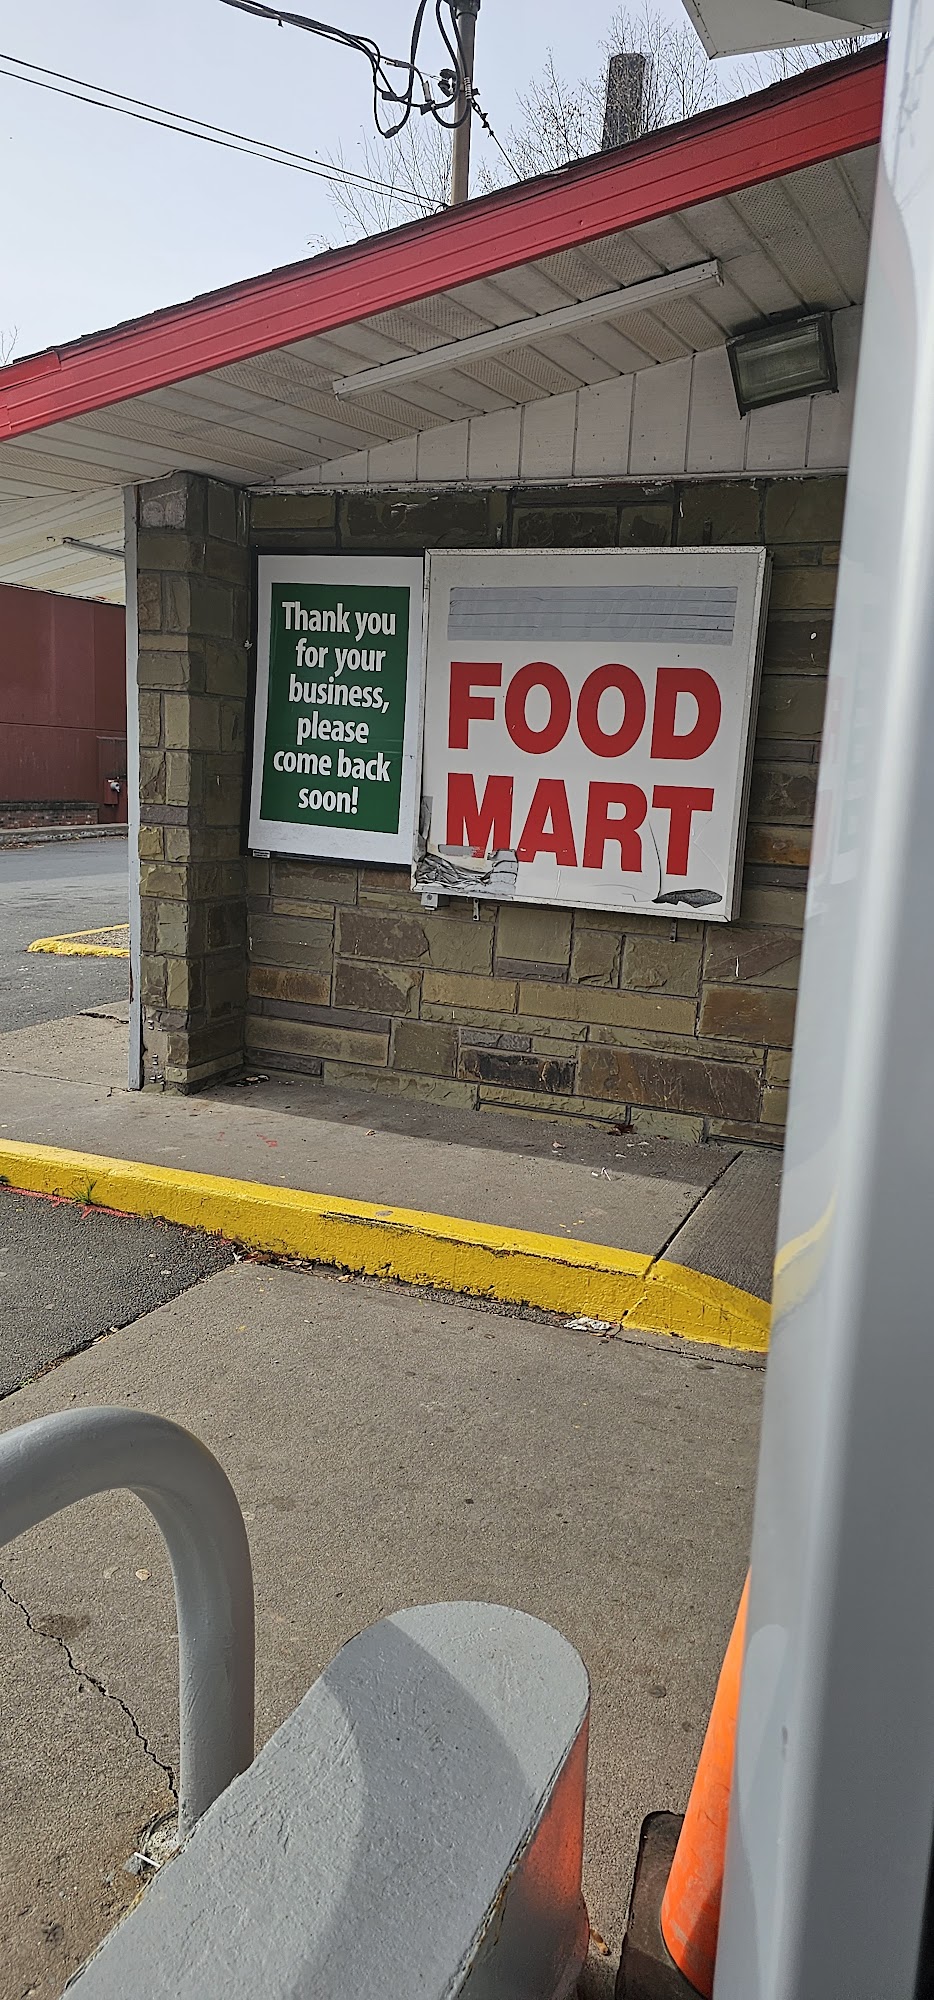 Thank you
for your
business,
please
come back
soon!
FOOD
MART